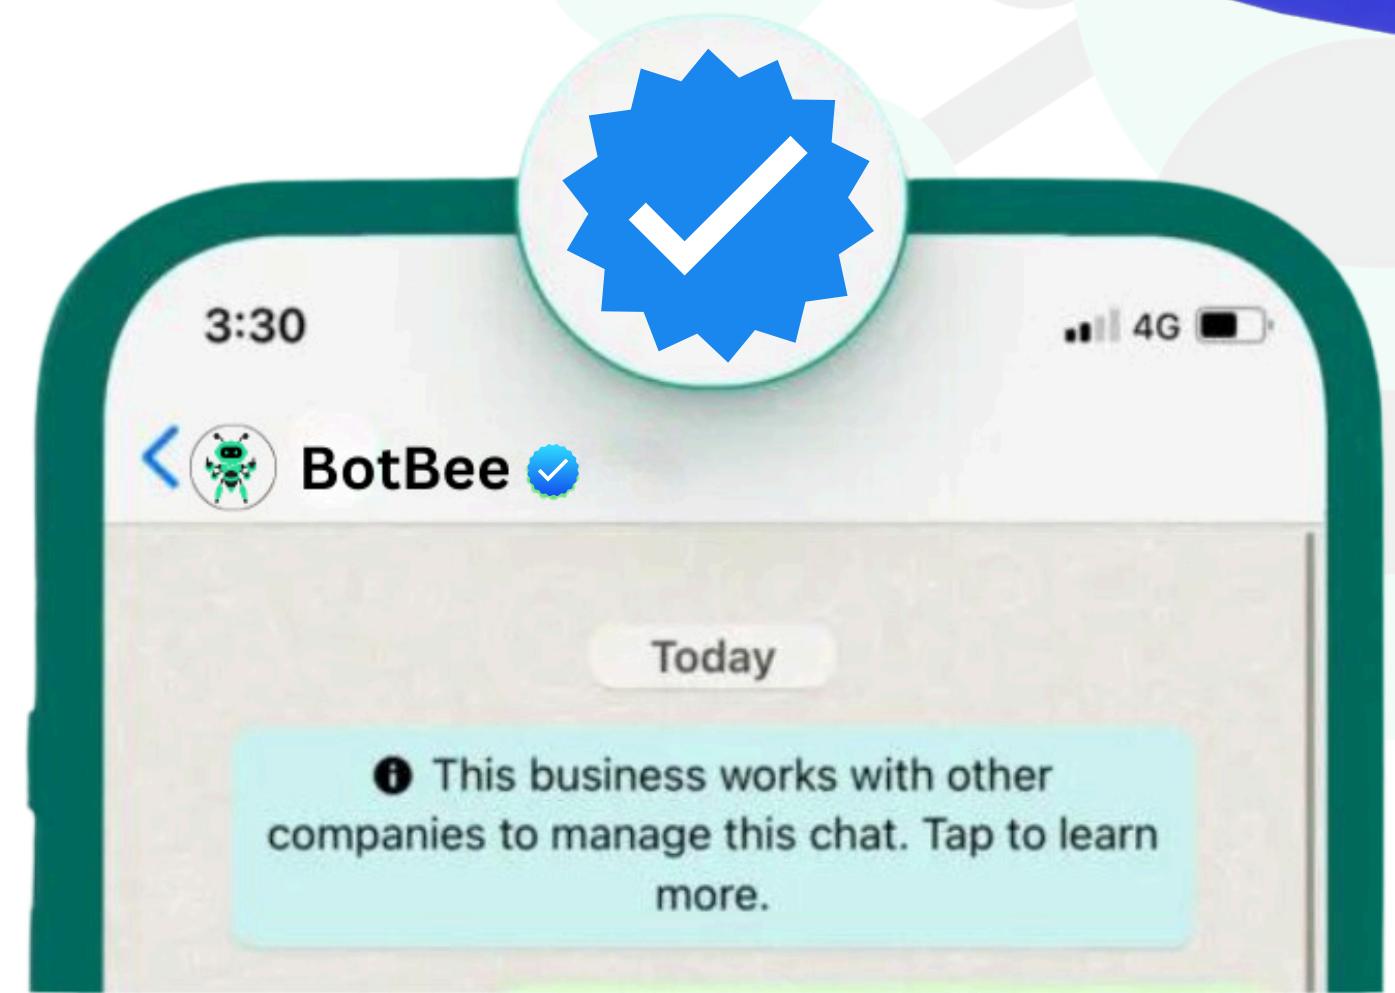 3:30
4G
BotBee
Today
This business works with other
companies to manage this chat. Tap to learn
more.